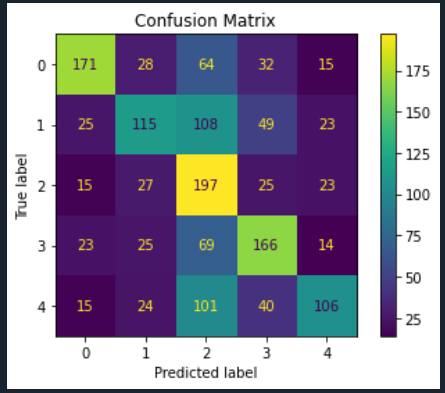 Confusion Matrix
True label
0 171 28 64 32 15
1 25 115 108 49 23
2 15 27 197 25 23
3 23 25 69 166 14
4 15 24 101 40 106
0 1 2 3 4
Predicted label
175
150
125
100
75
50
25